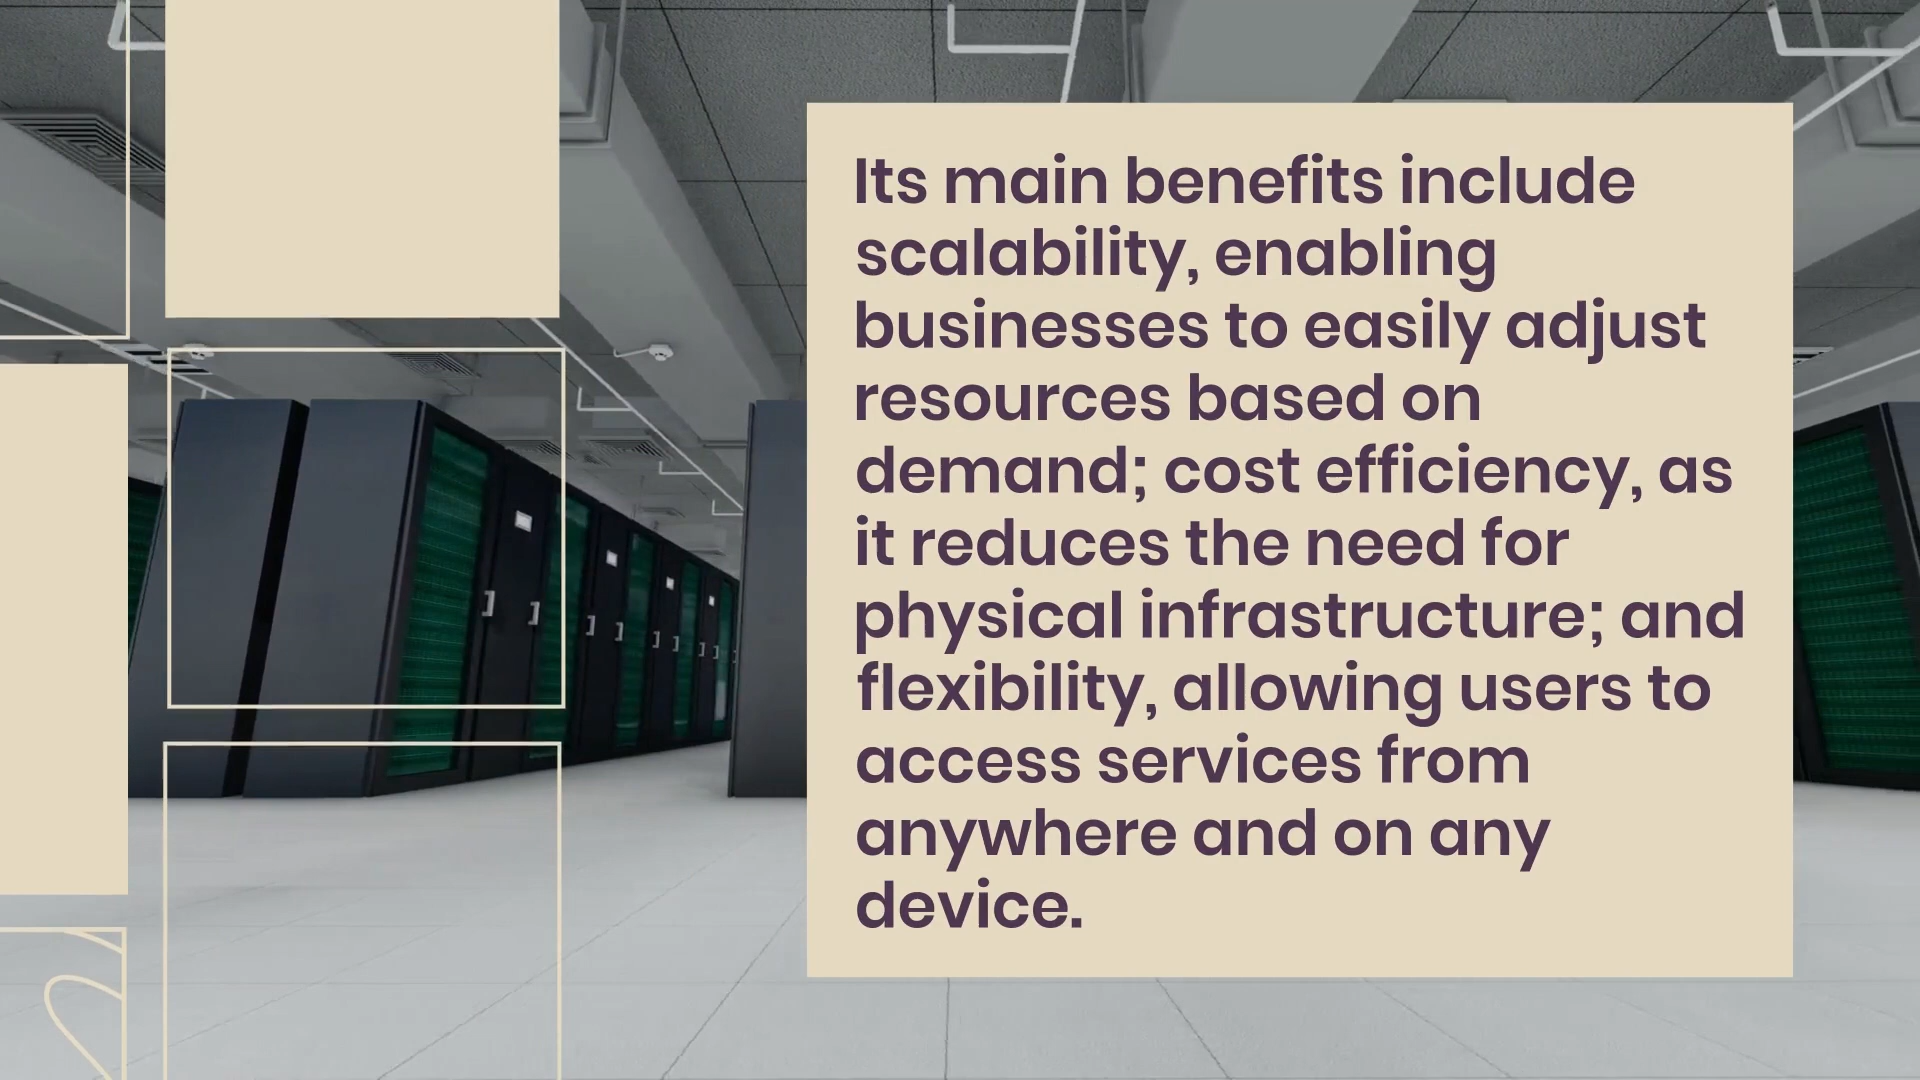 Its main benefits include
scalability, enabling
businesses to easily adjust
resources based on
demand; cost efficiency, as
it reduces the need for
physical infrastructure; and
flexibility, allowing users to
access services from
anywhere and on any
device.